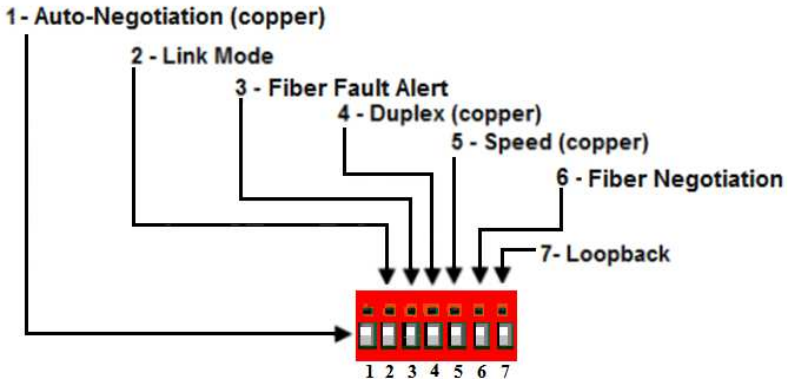 1- Auto-Negotiation (copper)
2 - Link Mode
3 - Fiber Fault Alert
4 - Duplex (copper)
5 - Speed (copper)
6 - Fiber Negotiation
7- Loopback
1 2 3 4 5 6 7